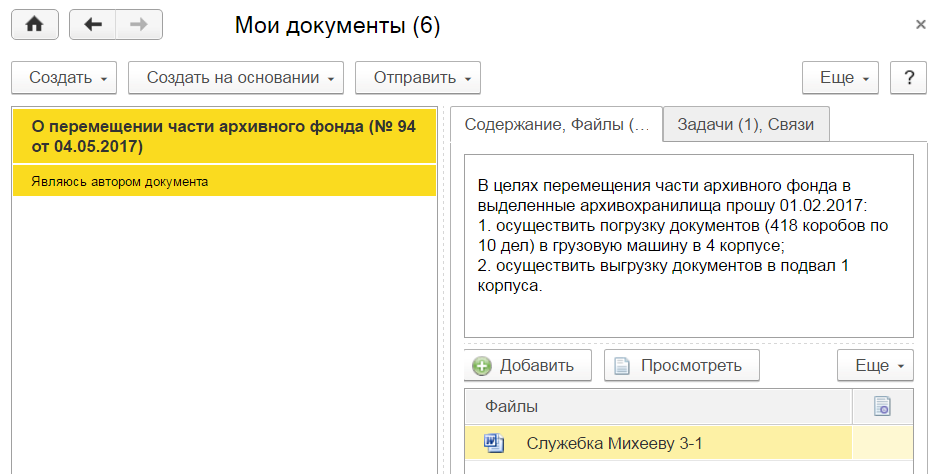 Мои документы (6)
×
Создать
Создать на основании
Отправить
Еще
?
О перемещении части архивного фонда (№ 94
от 04.05.2017)
Являюсь автором документа
Содержание, Файлы (...
Задачи (1), Связи
В целях перемещения части архивного фонда в
выделенные архивохранилища прошу 01.02.2017:
1. осуществить погрузку документов (418 коробов по
10 дел) в грузовую машину в 4 корпусе;
2. осуществить выгрузку документов в подвал 1
корпуса.
Добавить
Просмотреть
Еще
Файлы
Служебка Михееву 3-1